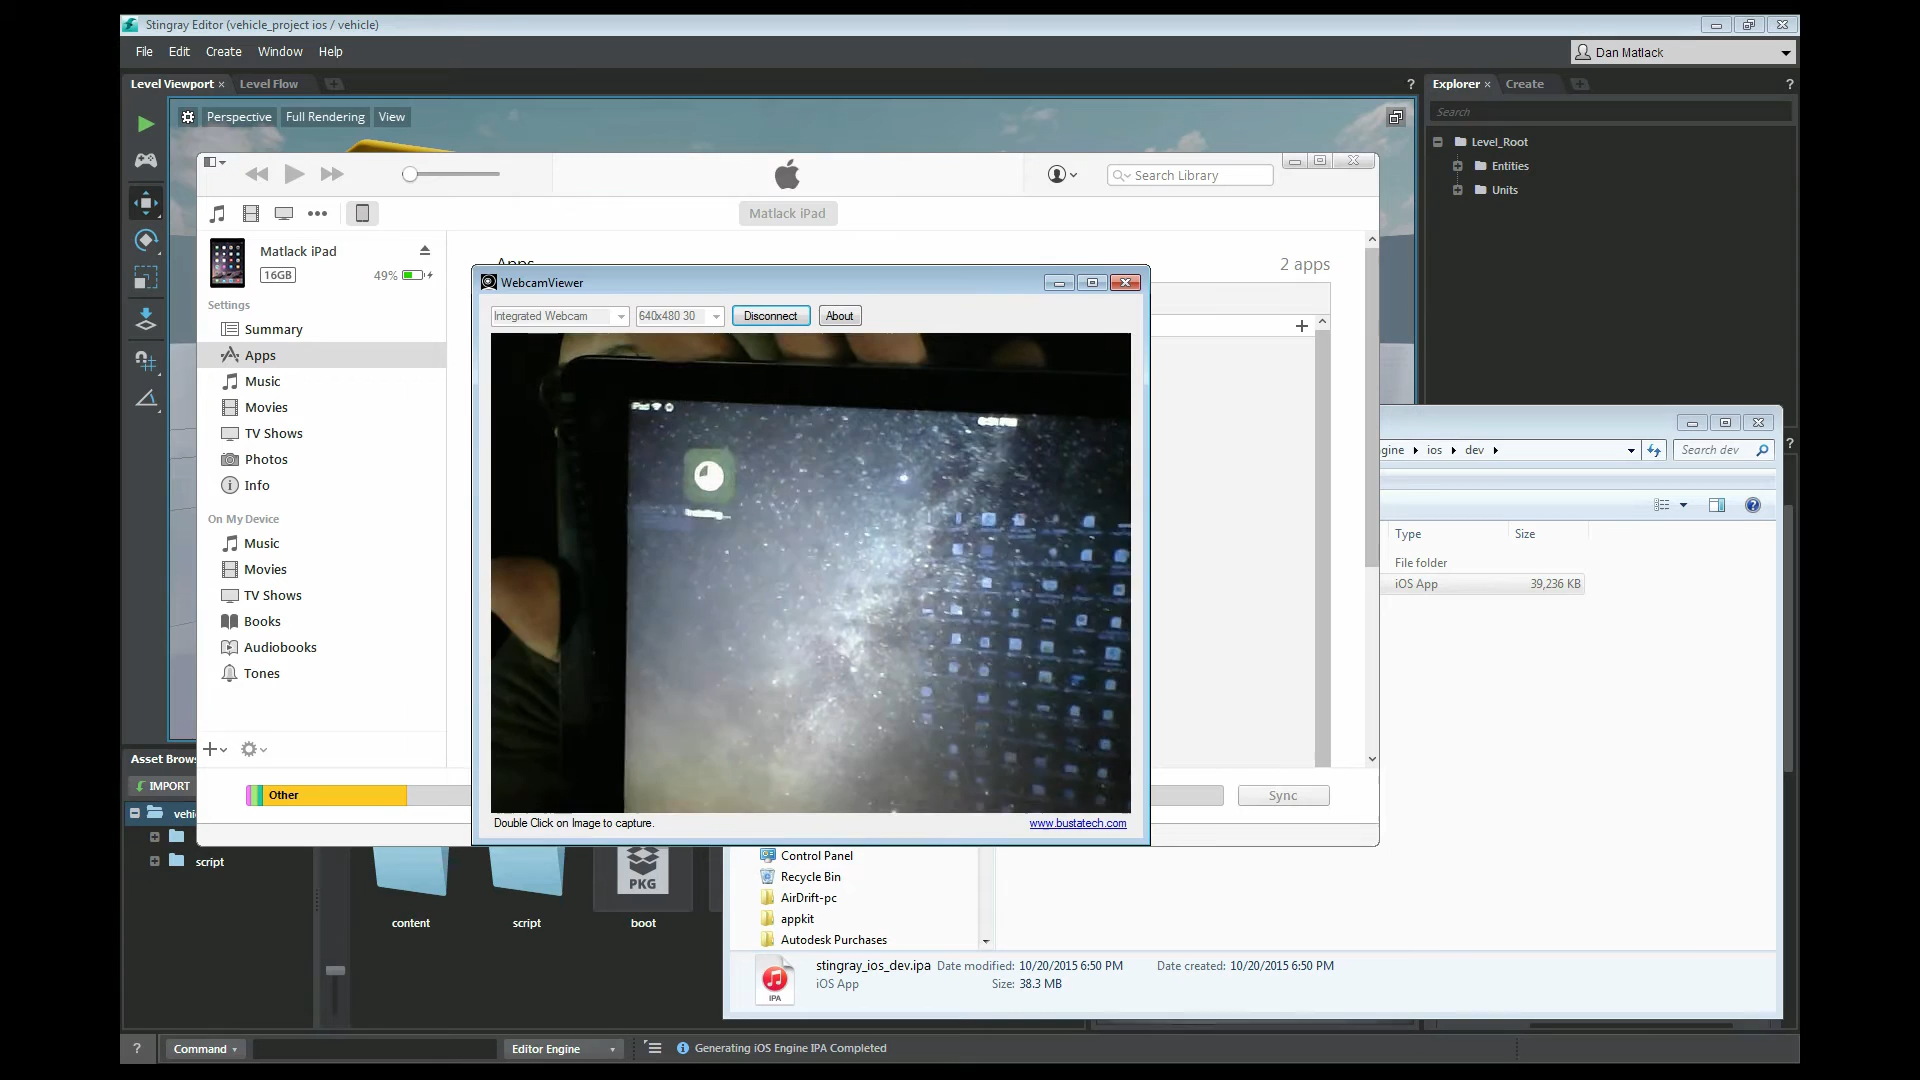 Stingray Editor (vehicle_project ios / vehicle)
File Edit Create Window Help
Dan Matlack
Level Viewport × Level Flow
?
Explorer × Create
?
Perspective Full Rendering View
Search
Level_Root
Entities
Units
Search Library
Matlack iPad
Matlack iPad
16GB
49%
Apps
2 apps
Settings
Summary
Apps
Music
Movies
TV Shows
Photos
Info
On My Device
Music
Movies
TV Shows
Books
Audiobooks
Tones
Other
Sync
WebcamViewer
Integrated Webcam
640x480 30
Disconnect
About
Double Click on Image to capture.
www.bustatech.com
gine ios dev
Search dev
?
Type Size
File folder
iOS App 39,236 KB
Asset Brows
IMPORT
vehi
script
content
script
PKG
boot
Control Panel
Recycle Bin
AirDrift-pc
appkit
Autodesk Purchases
IPA
stingray_ios_dev.ipa Date modified: 10/20/2015 6:50 PM Date created: 10/20/2015 6:50 PM
iOS App Size: 38.3 MB
? Command
Editor Engine
Generating iOS Engine IPA Completed